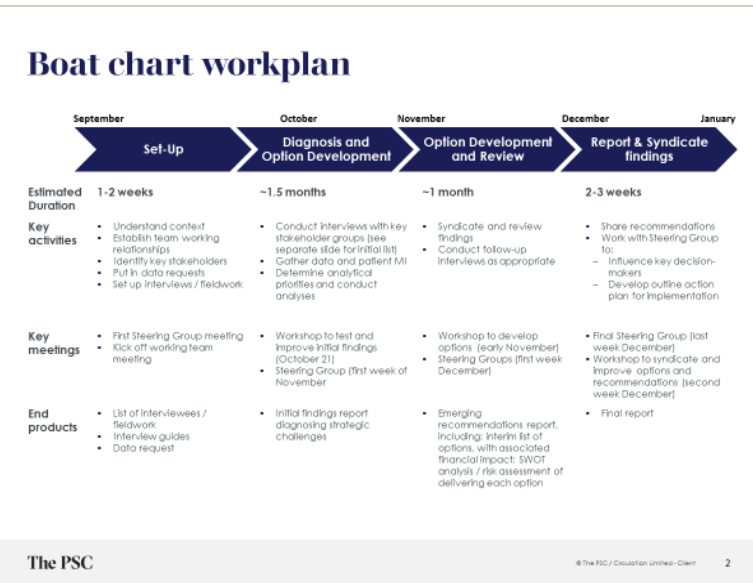 Boat chart workplan
September October November December January
Set-Up
Diagnosis and
Option Development
Option Development
and Review
Report & Syndicate
findings
Estimated
Duration
1-2 weeks
~1.5 months
~1 month
2-3 weeks
Key
activities
▪ Understand context
▪ Establish team working
relationships
▪ Identify key stakeholders
▪ Put in data requests
▪ Set up interviews / fieldwork
▪ Conduct interviews with key
stakeholder groups (see
separate slide for initial list)
▪ Gather data and patient MI
▪ Determine analytical
priorities and conduct
analyses
▪ Syndicate and review
findings
▪ Conduct follow-up
interviews as appropriate
▪ Share recommendations
▪ Work with Steering Group
to:
– Influence key decision-
makers
– Develop outline action
plan for implementation
Key
meetings
▪ First Steering Group meeting
▪ Kick off working team
meeting
▪ Workshop to test and
improve initial findings
(October 21)
▪ Steering Group (first week of
November
▪ Workshop to develop
options (early November)
▪ Steering Groups (first week
December)
▪ Final Steering Group (last
week December)
▪ Workshop to syndicate and
improve options and
recommendations (second
week December)
End
products
▪ List of interviewees /
fieldwork
▪ Interview guides
▪ Data request
▪ Initial findings report
diagnosing strategic
challenges
▪ Emerging
recommendations report,
including: interim list of
options, with associated
financial impact; SWOT
analysis / risk assessment of
delivering each option
▪ Final report
The PSC
© The PSC / Circulation Limited - Client
2